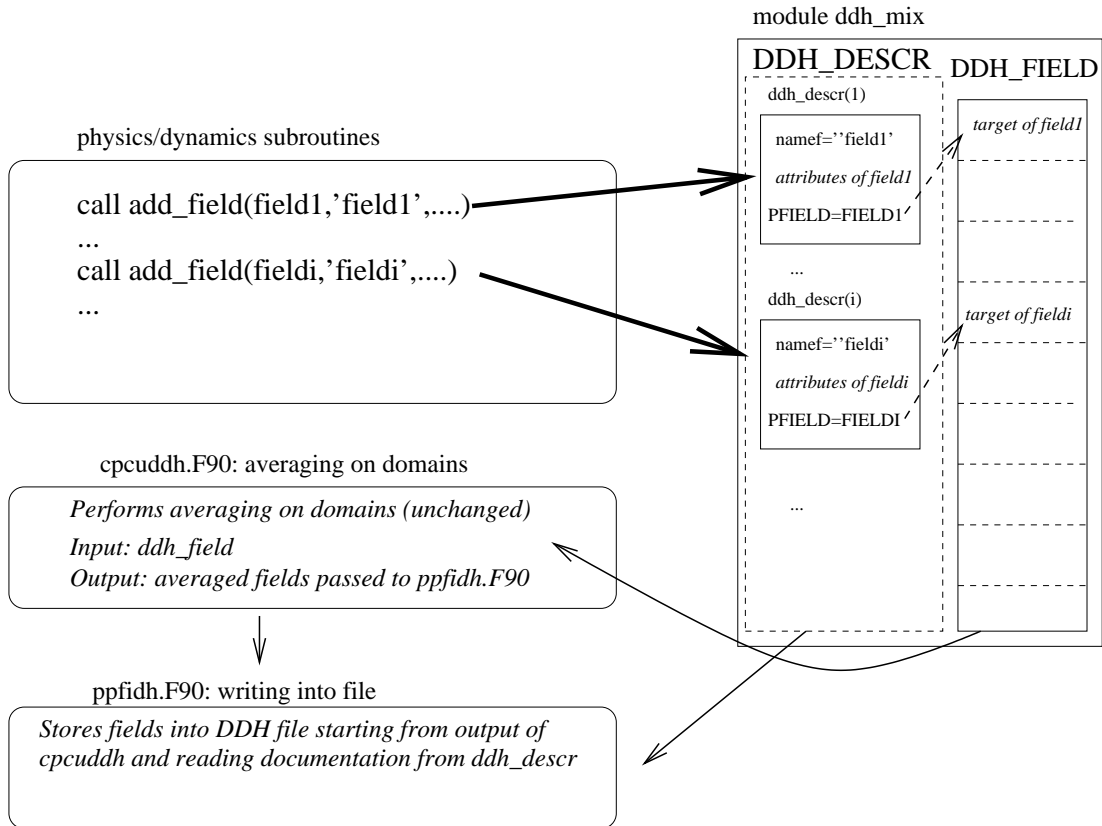 module ddh_mix
DDH_DESCR
DDH_FIELD
ddh_descr(1)
namef=''field1'
attributes of field1
PFIELD=FIELD1
...
ddh_descr(i)
namef=''fieldi'
attributes of fieldi
PFIELD=FIELDI
...
target of field1
target of fieldi
physics/dynamics subroutines
call add_field(field1,'field1',....)
...
call add_field(fieldi,'fieldi',....)
...
cpcuddh.F90: averaging on domains
Performs averaging on domains (unchanged)
Input: ddh_field
Output: averaged fields passed to ppfidh.F90
ppfidh.F90: writing into file
Stores fields into DDH file starting from output of
cpcuddh and reading documentation from ddh_descr